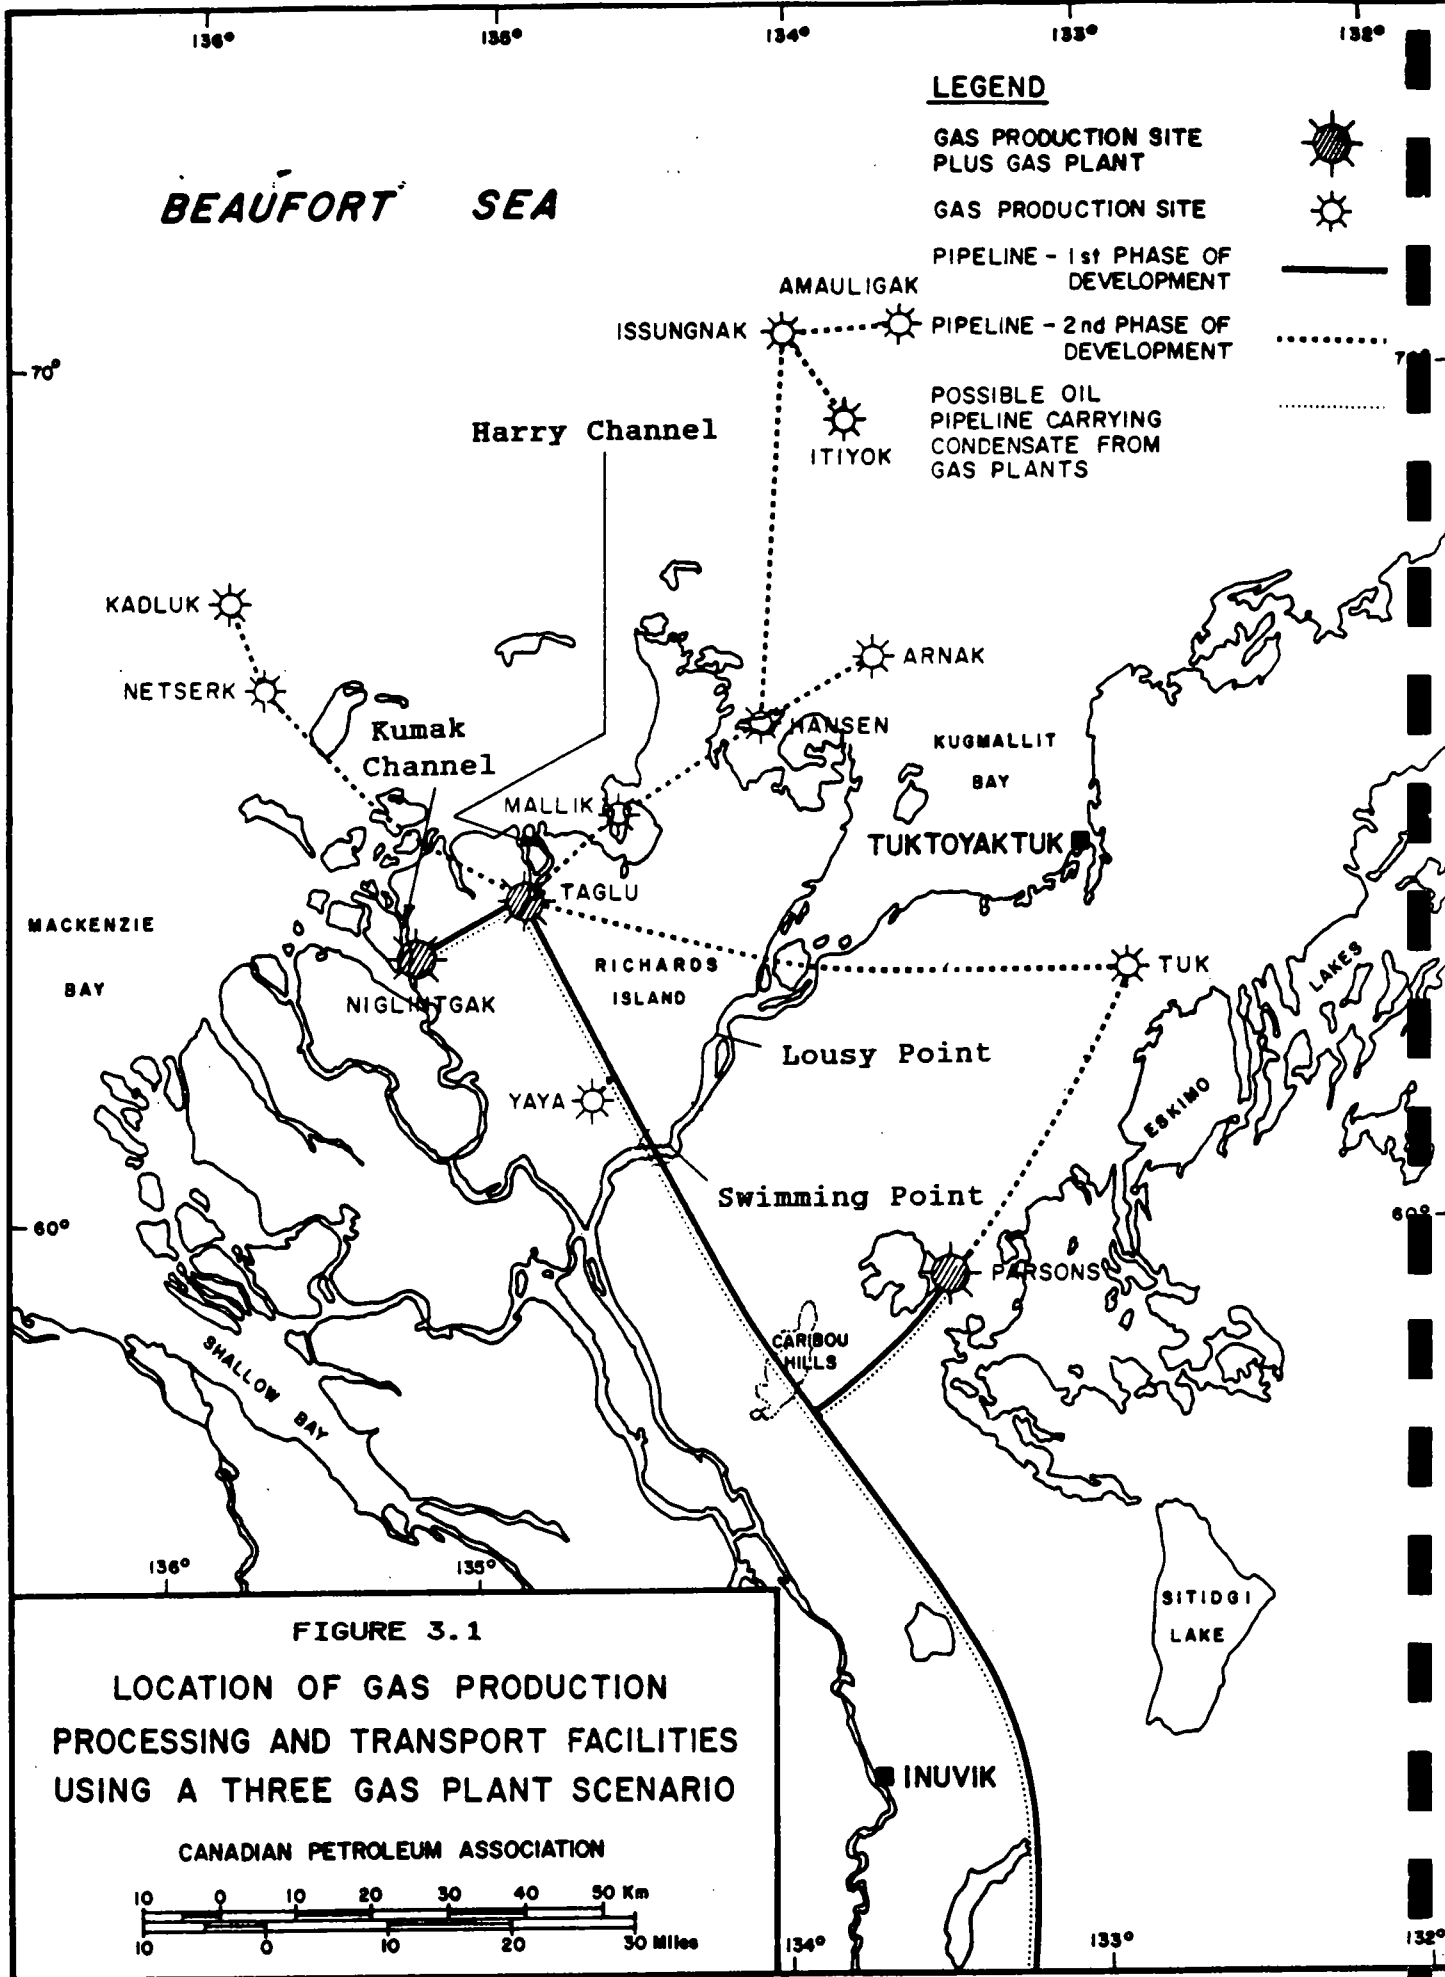 136° 135° 134° 133° 132°
LEGEND
GAS PRODUCTION SITE
PLUS GAS PLANT
GAS PRODUCTION SITE
PIPELINE - 1st PHASE OF
DEVELOPMENT
PIPELINE - 2nd PHASE OF
DEVELOPMENT
POSSIBLE OIL
PIPELINE CARRYING
CONDENSATE FROM
GAS PLANTS
BEAUFORT SEA
AMAULIGAK
ISSUNGNAK
70°
ITIYOK
Harry Channel
KADLUK
NETSERK
ARNAK
HANSEN
Kumak
Channel
KUGMALLIT
BAY
MALLIK
TUKTOYAKTUK
TAGLU
MACKENZIE
BAY
NIGLINTGAK
RICHARDS
ISLAND
TUK
LAKES
ESKIMO
Lousy Point
YAYA
Swimming Point
60° 60°
PARSONS
CARIBOU
HILLS
SHALLOW BAY
136° 135°
SITIDGI
LAKE
INUVIK
134° 133° 132°
FIGURE 3.1
LOCATION OF GAS PRODUCTION
PROCESSING AND TRANSPORT FACILITIES
USING A THREE GAS PLANT SCENARIO
CANADIAN PETROLEUM ASSOCIATION
10 0 10 20 30 40 50 Km
10 0 10 20 30 Miles